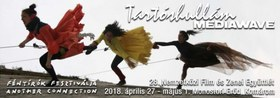 Tartóshullám
MEDIAWAVE
FÉNYÍRÓK FESZTIVÁLJA
ANOTHER CONNECTION
28. Nemzetközi Film és Zenei Együttlét
2018. április 27 - május 1. Monostori Erőd, Komárom